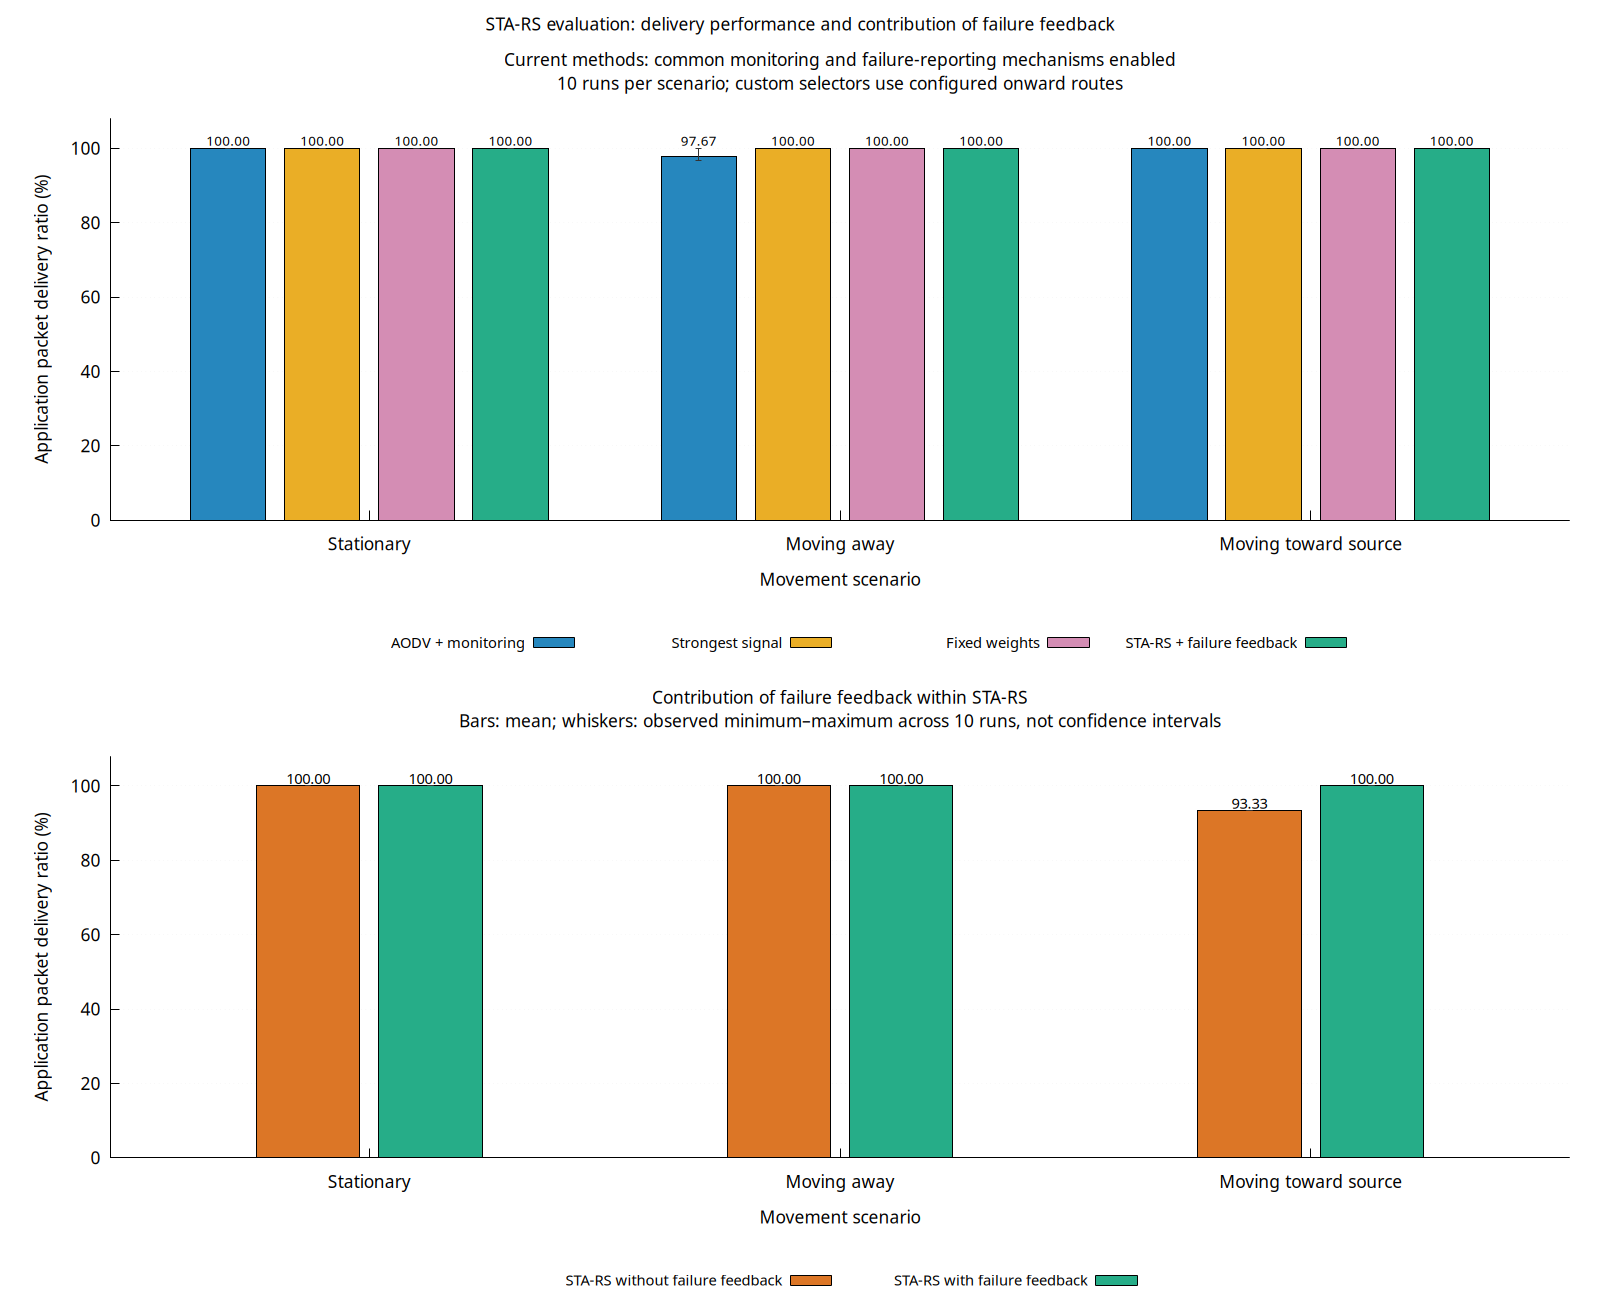 STA-RS evaluation: delivery performance and contribution of failure feedback
Current methods: common monitoring and failure-reporting mechanisms enabled
10 runs per scenario; custom selectors use configured onward routes
Application packet delivery ratio (%)
100
80
60
40
20
0
100.00 100.00 100.00 100.00 97.67 100.00 100.00 100.00 100.00 100.00 100.00 100.00
Stationary Moving away Moving toward source
Movement scenario
AODV + monitoring Strongest signal Fixed weights STA-RS + failure feedback
Contribution of failure feedback within STA-RS
Bars: mean; whiskers: observed minimum–maximum across 10 runs, not confidence intervals
Application packet delivery ratio (%)
100
80
60
40
20
0
100.00 100.00 100.00 100.00 93.33 100.00
Stationary Moving away Moving toward source
Movement scenario
STA-RS without failure feedback STA-RS with failure feedback